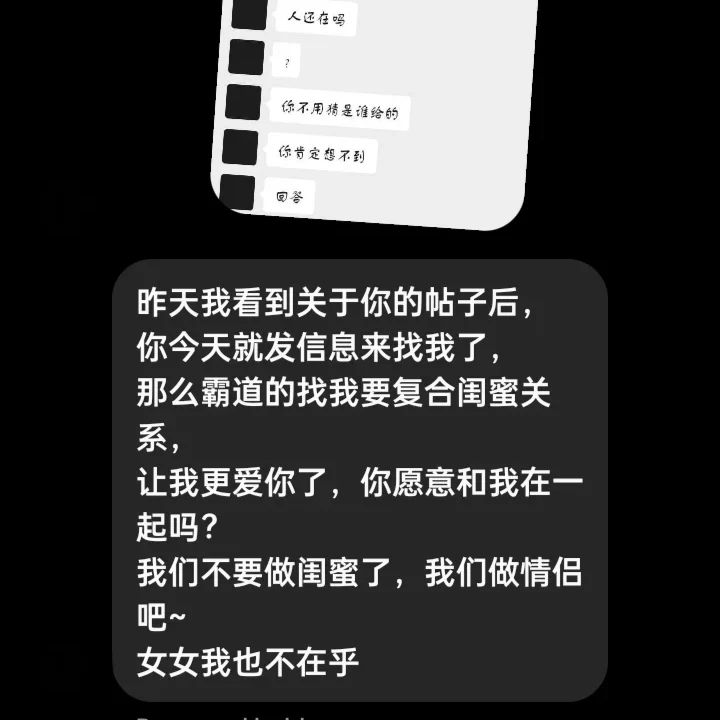 人还在吗
?
你不用猜是谁给的
你肯定想不到
回答
昨天我看到关于你的帖子后，
你今天就发信息来找我了，
那么霸道的找我要复合闺蜜关
系，
让我更爱你了，你愿意和我在一
起吗？
我们不要做闺蜜了，我们做情侣
吧~
女女我也不在乎